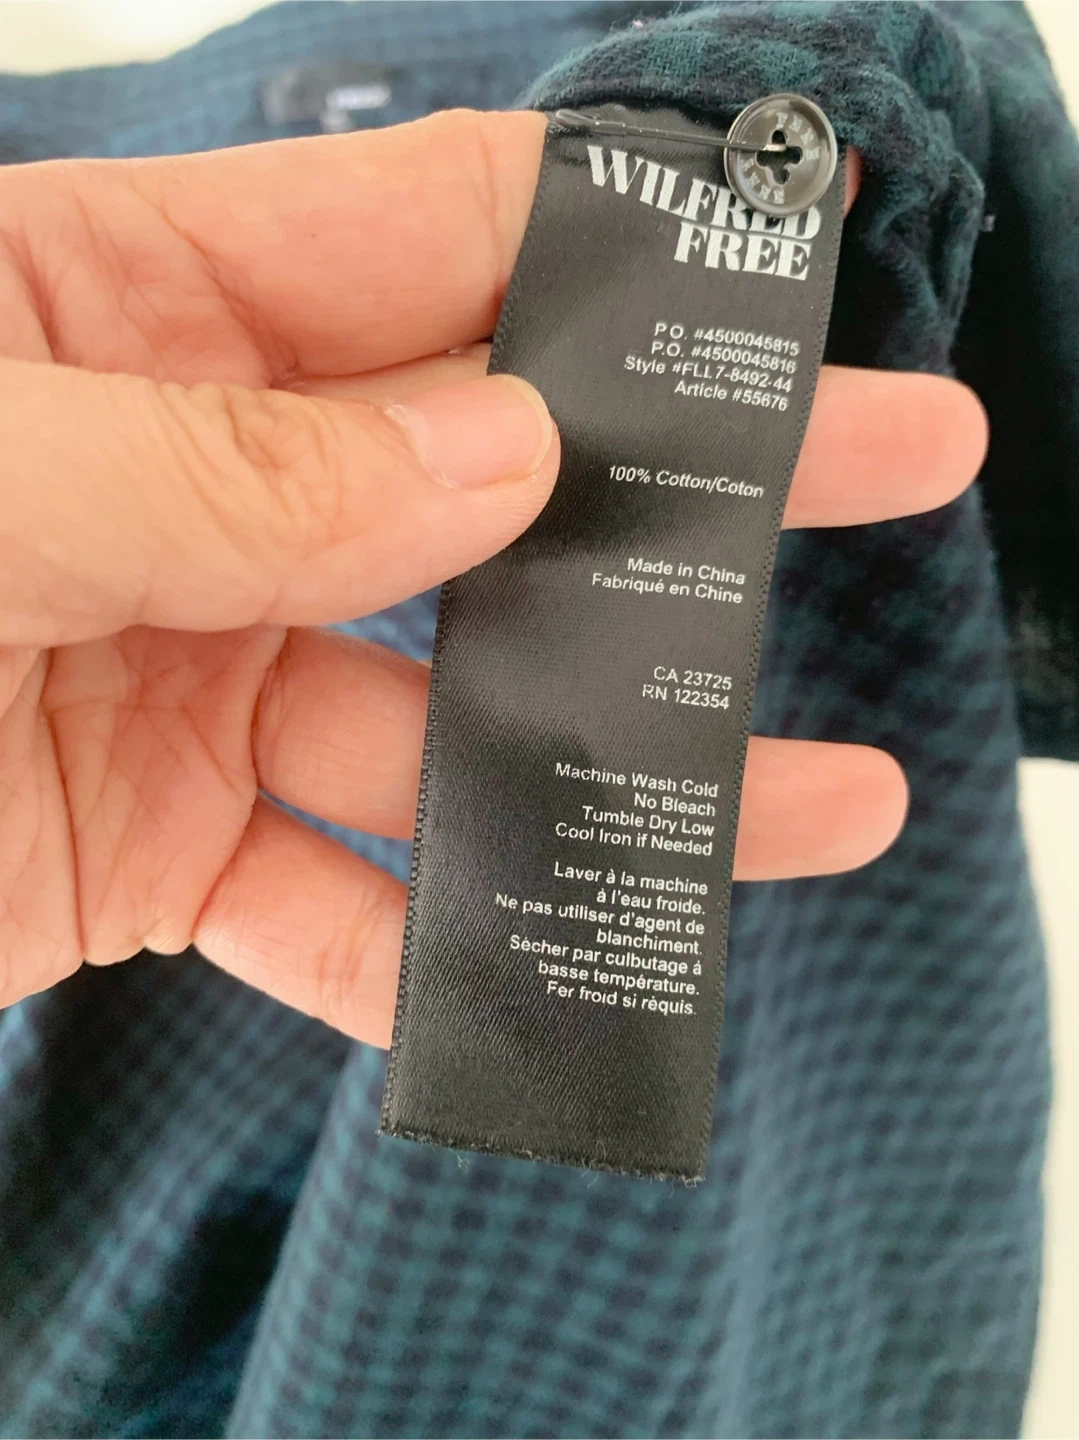 WILFRED
FREE
P.O. #4500045815
P.O. #4500045816
Style #FLL7-8492-44
Article #55676
100% Cotton/Coton
Made in China
Fabriqué en Chine
CA 23725
RN 122354
Machine Wash Cold
No Bleach
Tumble Dry Low
Cool Iron if Needed
Laver à la machine
à l'eau froide.
Ne pas utiliser d'agent de
blanchiment.
Sècher par culbutage à
basse température.
Fer froid si rèquis.